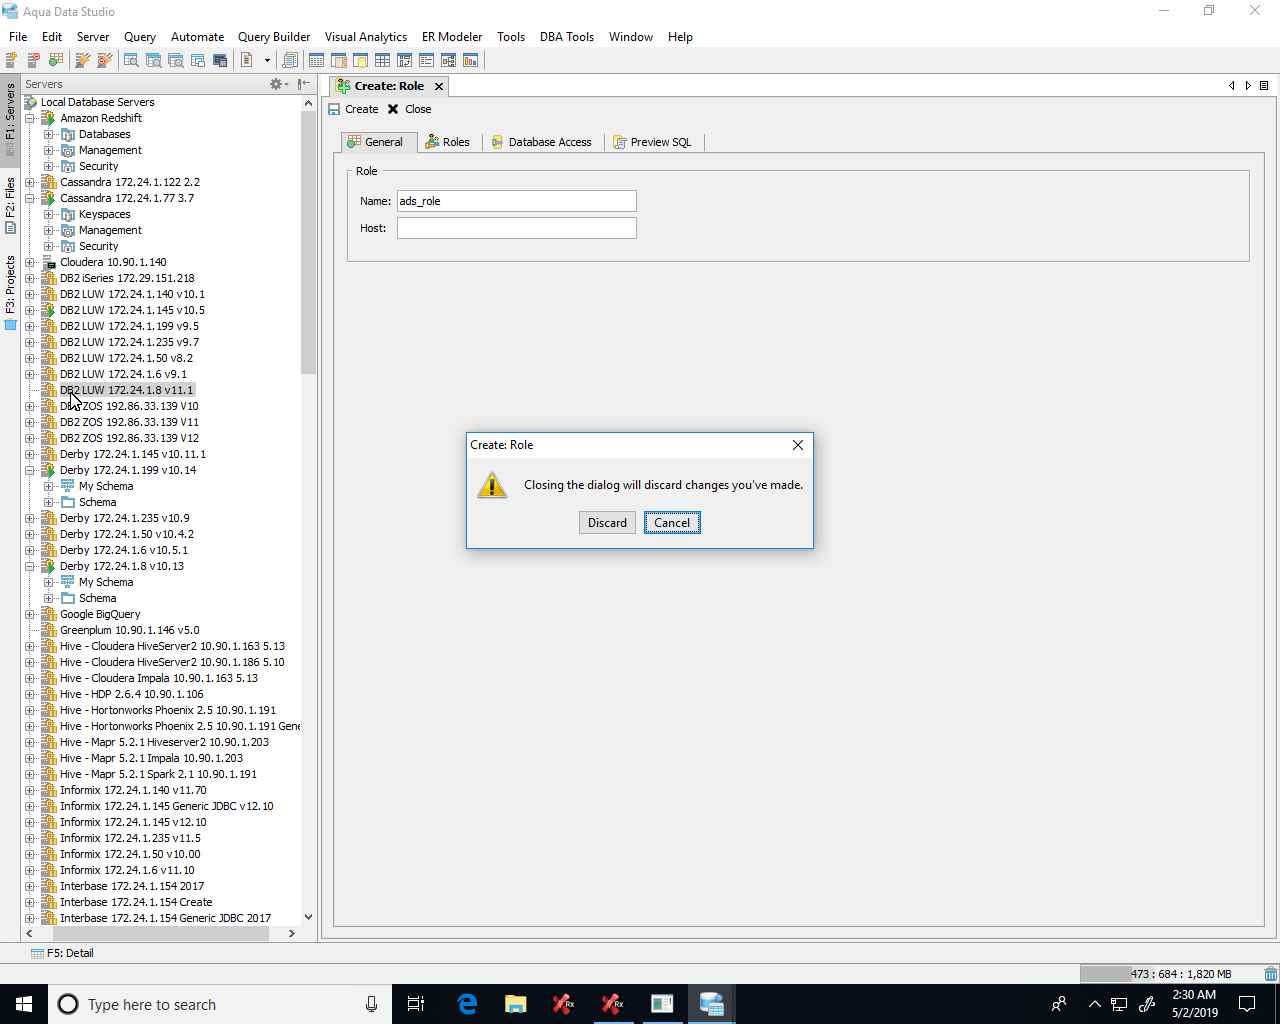 Aqua Data Studio
File Edit Server Query Automate Query Builder Visual Analytics ER Modeler Tools DBA Tools Window Help
Servers
F1: Servers
F2: Files
F3: Projects
Local Database Servers
Amazon Redshift
Databases
Management
Security
Cassandra 172.24.1.122 2.2
Cassandra 172.24.1.77 3.7
Keyspaces
Management
Security
Cloudera 10.90.1.140
DB2 iSeries 172.29.151.218
DB2 LUW 172.24.1.140 v10.1
DB2 LUW 172.24.1.145 v10.5
DB2 LUW 172.24.1.199 v9.5
DB2 LUW 172.24.1.235 v9.7
DB2 LUW 172.24.1.50 v8.2
DB2 LUW 172.24.1.6 v9.1
DB2 LUW 172.24.1.8 v11.1
ZOS 192.86.33.139 V10
DB2 ZOS 192.86.33.139 V11
DB2 ZOS 192.86.33.139 V12
Derby 172.24.1.145 v10.11.1
Derby 172.24.1.199 v10.14
My Schema
Schema
Derby 172.24.1.235 v10.9
Derby 172.24.1.50 v10.4.2
Derby 172.24.1.6 v10.5.1
Derby 172.24.1.8 v10.13
My Schema
Schema
Google BigQuery
Greenplum 10.90.1.146 v5.0
Hive - Cloudera HiveServer2 10.90.1.163 5.13
Hive - Cloudera HiveServer2 10.90.1.186 5.10
Hive - Cloudera Impala 10.90.1.163 5.13
Hive - HDP 2.6.4 10.90.1.106
Hive - Hortonworks Phoenix 2.5 10.90.1.191
Hive - Hortonworks Phoenix 2.5 10.90.1.191 Gene
Hive - Mapr 5.2.1 Hiveserver2 10.90.1.203
Hive - Mapr 5.2.1 Impala 10.90.1.203
Hive - Mapr 5.2.1 Spark 2.1 10.90.1.191
Informix 172.24.1.140 v11.70
Informix 172.24.1.145 Generic JDBC v12.10
Informix 172.24.1.145 v12.10
Informix 172.24.1.235 v11.5
Informix 172.24.1.50 v10.00
Informix 172.24.1.6 v11.10
Interbase 172.24.1.154 2017
Interbase 172.24.1.154 Create
Interbase 172.24.1.154 Generic JDBC 2017
Create: Role
Create Close
General Roles Database Access Preview SQL
Role
Name: ads_role
Host:
Create: Role
Closing the dialog will discard changes you've made.
Discard Cancel
F5: Detail
473 : 684 : 1,820 MB
Type here to search
Rx
Rx
2:30 AM
5/2/2019